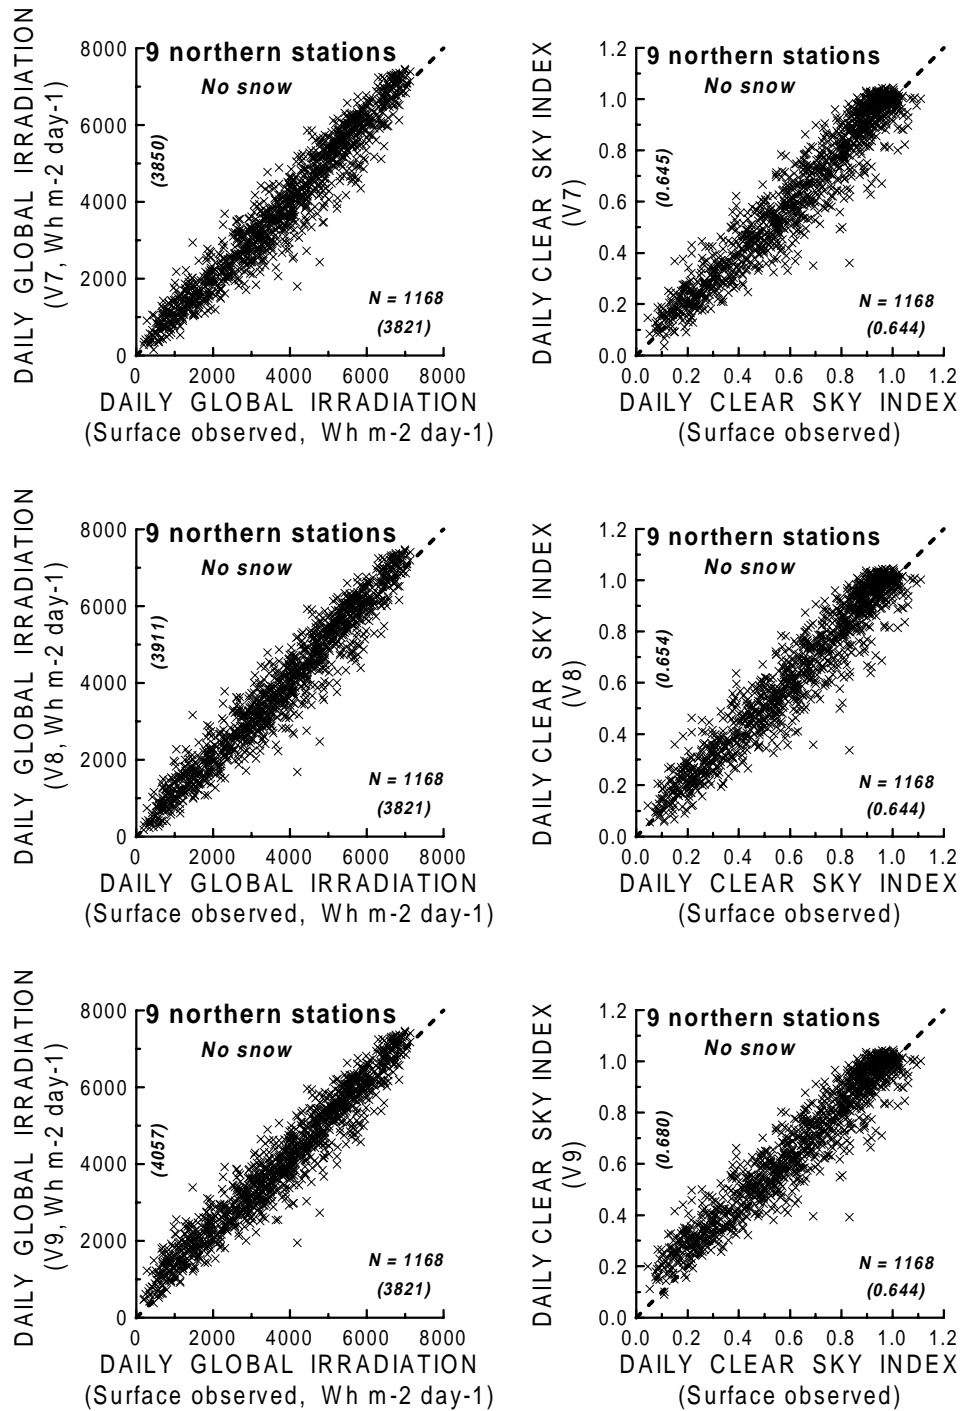 DAILY GLOBAL IRRADIATION
(V7, Wh m-2 day-1)
8000
6000
4000
2000
0
9 northern stations
No snow
(3850)
N = 1168
(3821)
0 2000 4000 6000 8000
DAILY GLOBAL IRRADIATION
(Surface observed, Wh m-2 day-1)
DAILY CLEAR SKY INDEX
(V7)
1.2
1.0
0.8
0.6
0.4
0.2
0.0
9 northern stations
No snow
(0.645)
N = 1168
(0.644)
0.0 0.2 0.4 0.6 0.8 1.0 1.2
DAILY CLEAR SKY INDEX
(Surface observed)
DAILY GLOBAL IRRADIATION
(V8, Wh m-2 day-1)
8000
6000
4000
2000
0
9 northern stations
No snow
(3911)
N = 1168
(3821)
0 2000 4000 6000 8000
DAILY GLOBAL IRRADIATION
(Surface observed, Wh m-2 day-1)
DAILY CLEAR SKY INDEX
(V8)
1.2
1.0
0.8
0.6
0.4
0.2
0.0
9 northern stations
No snow
(0.654)
N = 1168
(0.644)
0.0 0.2 0.4 0.6 0.8 1.0 1.2
DAILY CLEAR SKY INDEX
(Surface observed)
DAILY GLOBAL IRRADIATION
(V9, Wh m-2 day-1)
8000
6000
4000
2000
0
9 northern stations
No snow
(4057)
N = 1168
(3821)
0 2000 4000 6000 8000
DAILY GLOBAL IRRADIATION
(Surface observed, Wh m-2 day-1)
DAILY CLEAR SKY INDEX
(V9)
1.2
1.0
0.8
0.6
0.4
0.2
0.0
9 northern stations
No snow
(0.680)
N = 1168
(0.644)
0.0 0.2 0.4 0.6 0.8 1.0 1.2
DAILY CLEAR SKY INDEX
(Surface observed)